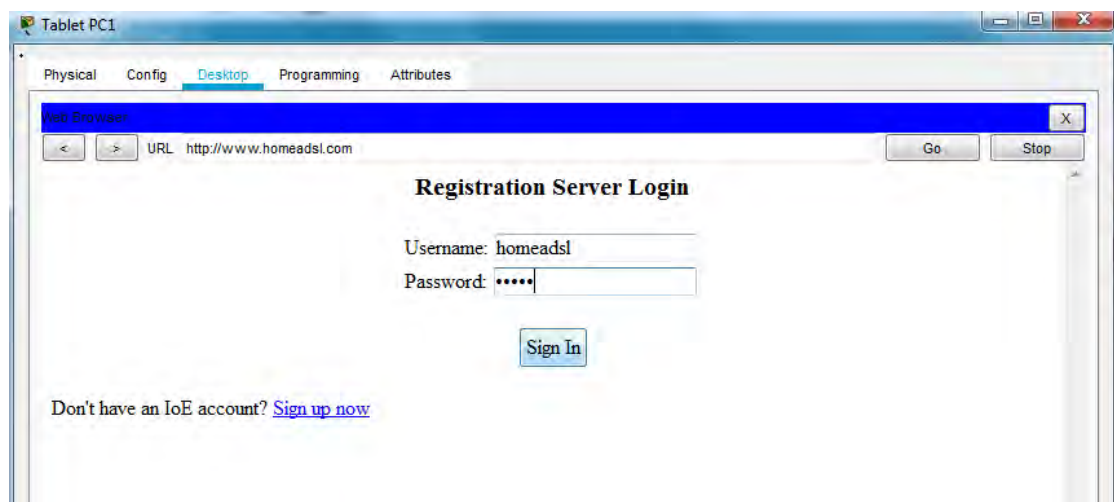 Tablet PC1
X
Physical Config Desktop Programming Attributes
Web Browser X
< > URL http://www.homeadsl.com Go Stop
Registration Server Login
Username: homeadsl
Password: •••••
Sign In
Don't have an IoE account? Sign up now